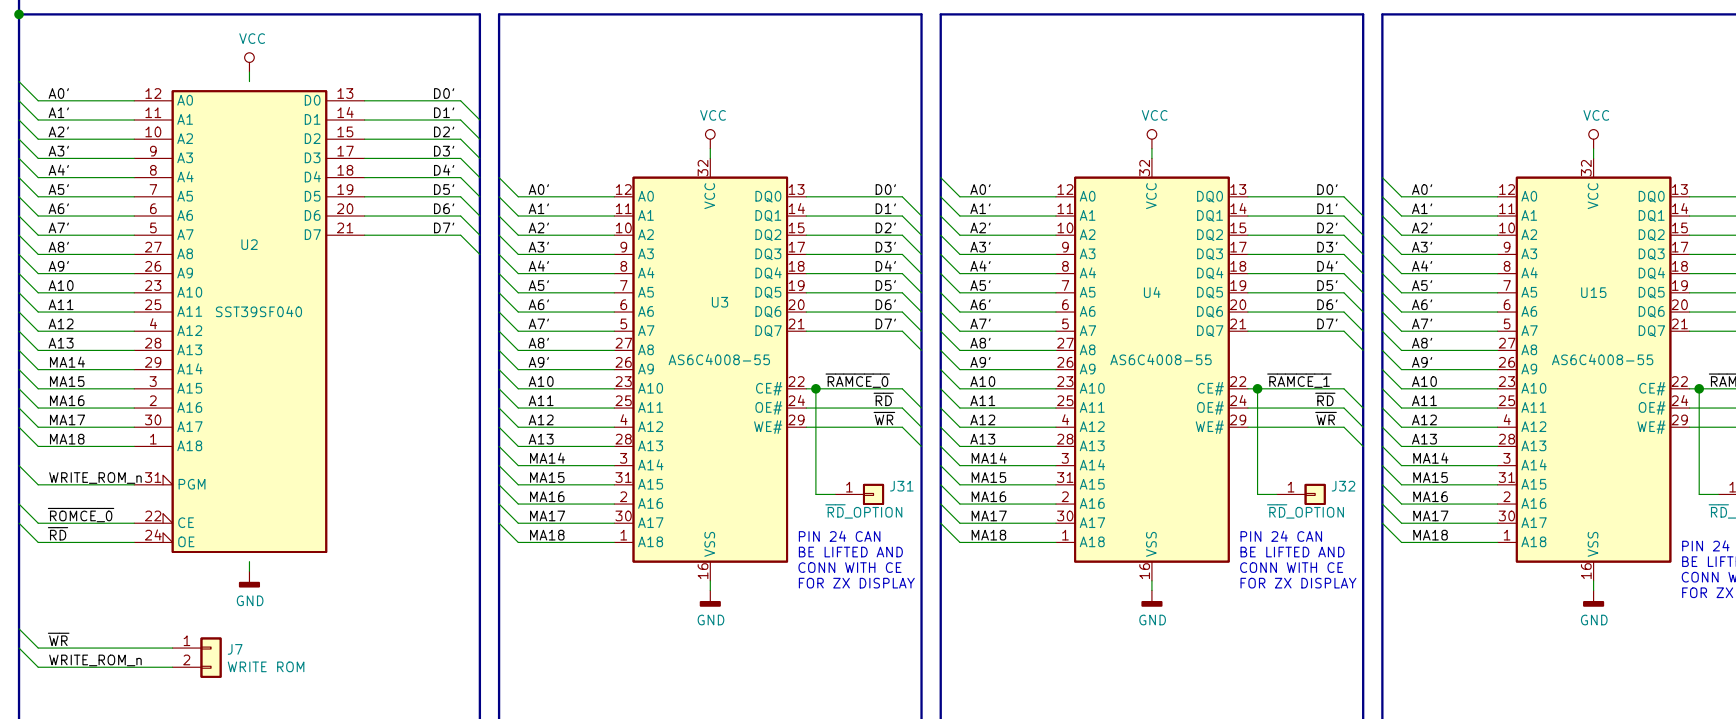 VCC
A0' 12 A0 D0 13 D0'
A1' 11 A1 D1 14 D1'
A2' 10 A2 D2 15 D2'
A3' 9 A3 D3 17 D3'
A4' 8 A4 D4 18 D4'
A5' 7 A5 D5 19 D5'
A6' 6 A6 D6 20 D6'
A7' 5 A7 D7 21 D7'
A8' 27 A8 U2
A9' 26 A9
A10 23 A10
A11 25 A11 SST39SF040
A12 4 A12
A13 28 A13
MA14 29 A14
MA15 3 A15
MA16 2 A16
MA17 30 A17
MA18 1 A18
WRITE_ROM_n 31 PGM
ROMCE_0 22 CE
RD 24 OE
GND
WR 1 J7
WRITE_ROM_n 2 WRITE ROM
VCC
32
VCC
A0' 12 A0 DQ0 13 D0'
A1' 11 A1 DQ1 14 D1'
A2' 10 A2 DQ2 15 D2'
A3' 9 A3 DQ3 17 D3'
A4' 8 A4 DQ4 18 D4'
A5' 7 A5 U3 DQ5 19 D5'
A6' 6 A6 DQ6 20 D6'
A7' 5 A7 DQ7 21 D7'
A8' 27 A8
A9' 26 A9 AS6C4008-55
A10 23 A10 CE# 22 RAMCE_0
A11 25 A11 OE# 24 RD
A12 4 A12 WE# 29 WR
A13 28 A13
MA14 3 A14
MA15 31 A15 1 J31
MA16 2 A16 RD_OPTION
MA17 30 A17
MA18 1 A18 VSS
16
GND
PIN 24 CAN
BE LIFTED AND
CONN WITH CE
FOR ZX DISPLAY
VCC
32
VCC
A0' 12 A0 DQ0 13 D0'
A1' 11 A1 DQ1 14 D1'
A2' 10 A2 DQ2 15 D2'
A3' 9 A3 DQ3 17 D3'
A4' 8 A4 DQ4 18 D4'
A5' 7 A5 U4 DQ5 19 D5'
A6' 6 A6 DQ6 20 D6'
A7' 5 A7 DQ7 21 D7'
A8' 27 A8
A9' 26 A9 AS6C4008-55
A10 23 A10 CE# 22 RAMCE_1
A11 25 A11 OE# 24 RD
A12 4 A12 WE# 29 WR
A13 28 A13
MA14 3 A14
MA15 31 A15 1 J32
MA16 2 A16 RD_OPTION
MA17 30 A17
MA18 1 A18 VSS
16
GND
PIN 24 CAN
BE LIFTED AND
CONN WITH CE
FOR ZX DISPLAY
VCC
32
VCC
A0' 12 A0 DQ0 13
A1' 11 A1 DQ1 14
A2' 10 A2 DQ2 15
A3' 9 A3 DQ3 17
A4' 8 A4 DQ4 18
A5' 7 A5 U15 DQ5 19
A6' 6 A6 DQ6 20
A7' 5 A7 DQ7 21
A8' 27 A8
A9' 26 A9 AS6C4008-55
A10 23 A10 CE# 22
A11 25 A11 OE# 24
A12 4 A12 WE# 29
A13 28 A13
MA14 3 A14
MA15 31 A15 1
MA16 2 A16 RD_
MA17 30 A17
MA18 1 A18 VSS
16
GND
PIN 24
BE
CONN
FOR ZX